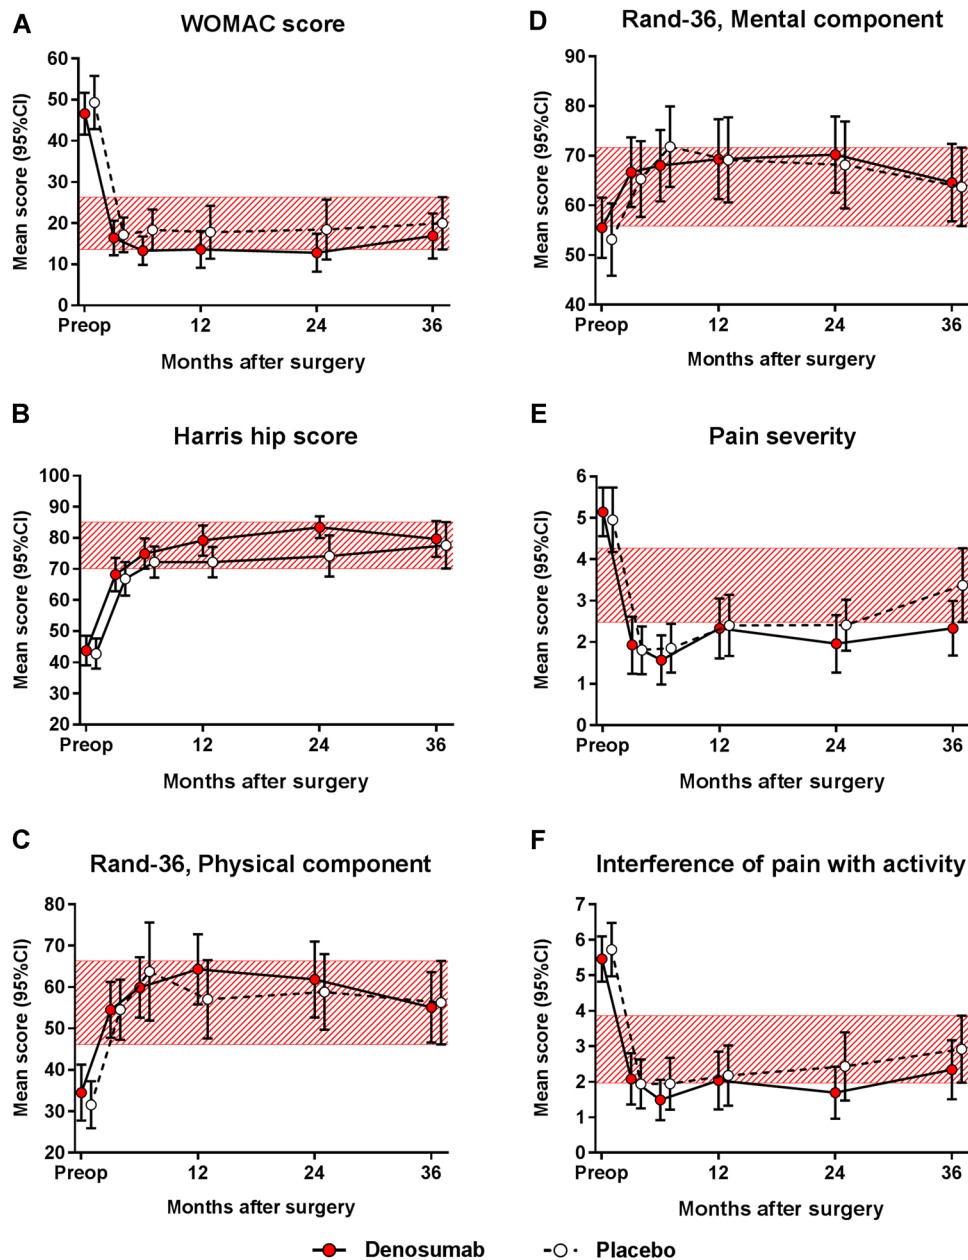 A
WOMAC score
Mean score (95%CI)
60
50
40
30
20
10
0
Preop 12 24 36
Months after surgery
B
Harris hip score
Mean score (95%CI)
100
90
80
70
60
50
40
30
20
Preop 12 24 36
Months after surgery
C
Rand-36, Physical component
Mean score (95%CI)
80
70
60
50
40
30
20
Preop 12 24 36
Months after surgery
D
Rand-36, Mental component
Mean score (95%CI)
90
80
70
60
50
40
Preop 12 24 36
Months after surgery
E
Pain severity
Mean score (95%CI)
6
5
4
3
2
1
0
Preop 12 24 36
Months after surgery
F
Interference of pain with activity
Mean score (95%CI)
7
6
5
4
3
2
1
0
Preop 12 24 36
Months after surgery
Denosumab Placebo